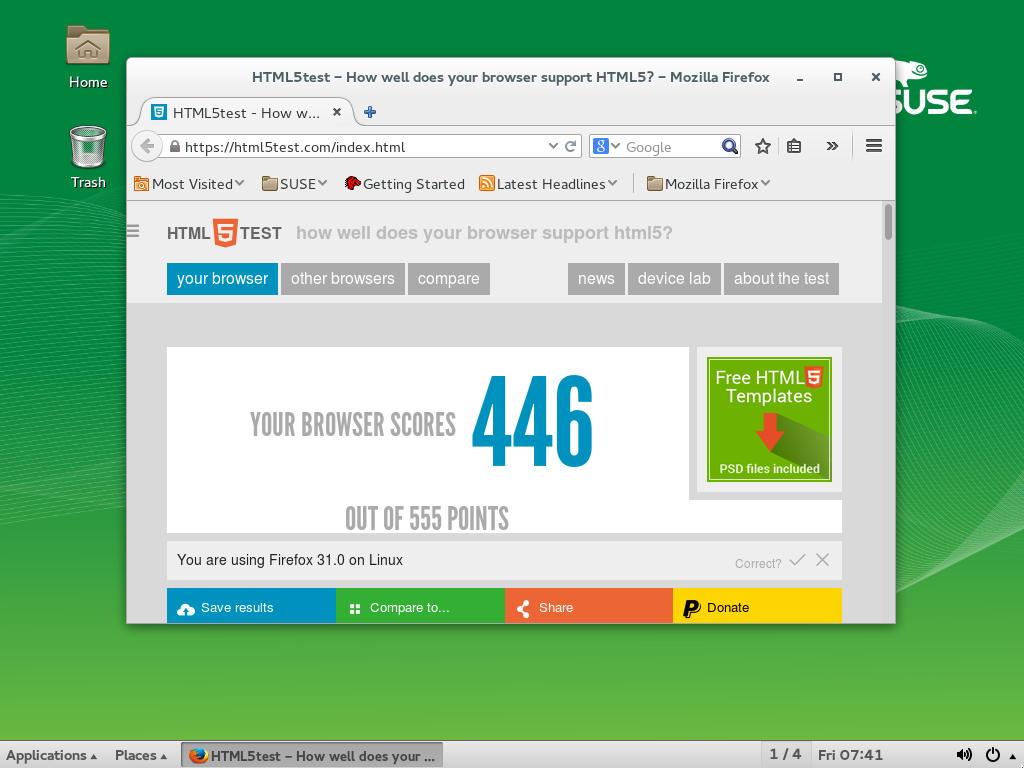 Home
Trash
SUSE
HTML5test – How well does your browser support HTML5? – Mozilla Firefox
HTML5test - How w...
https://html5test.com/index.html
8 Google
Most Visited
SUSE
Getting Started
Latest Headlines
Mozilla Firefox
HTML5TEST how well does your browser support html5?
your browser other browsers compare news device lab about the test
YOUR BROWSER SCORES 446
OUT OF 555 POINTS
Free HTML5
Templates
PSD files included
You are using Firefox 31.0 on Linux
Correct?
Save results Compare to... Share Donate
Applications Places HTML5test – How well does your ... 1 / 4 Fri 07:41